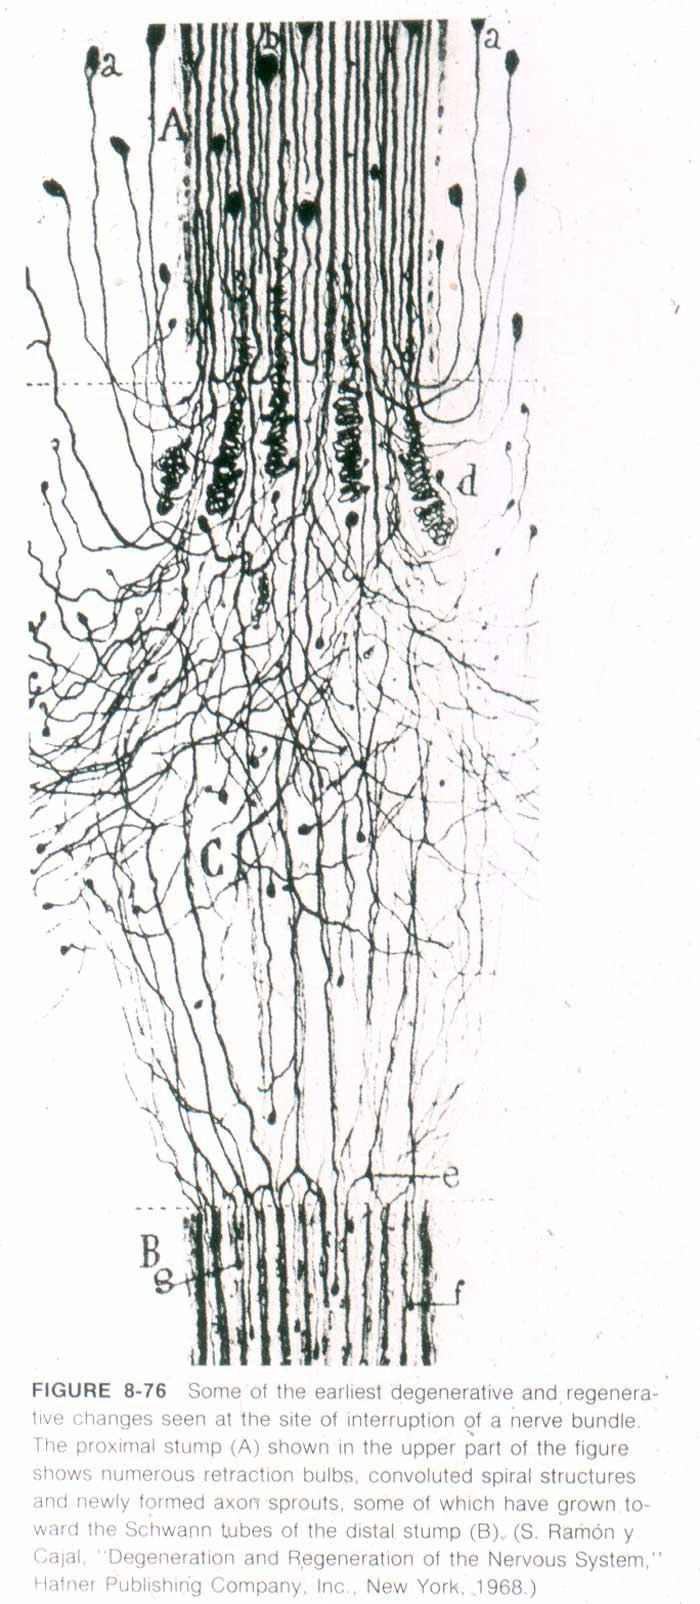 b
a
a
A
d
c
C
e
B
g
f
FIGURE 8-76 Some of the earliest degenerative and regenera-
tive changes seen at the site of interruption of a nerve bundle.
The proximal stump (A) shown in the upper part of the figure
shows numerous retraction bulbs, convoluted spiral structures
and newly formed axon sprouts, some of which have grown to-
ward the Schwann tubes of the distal stump (B). (S. Ramón y
Cajal, "Degeneration and Regeneration of the Nervous System,"
Hafner Publishing Company, Inc., New York, 1968.)